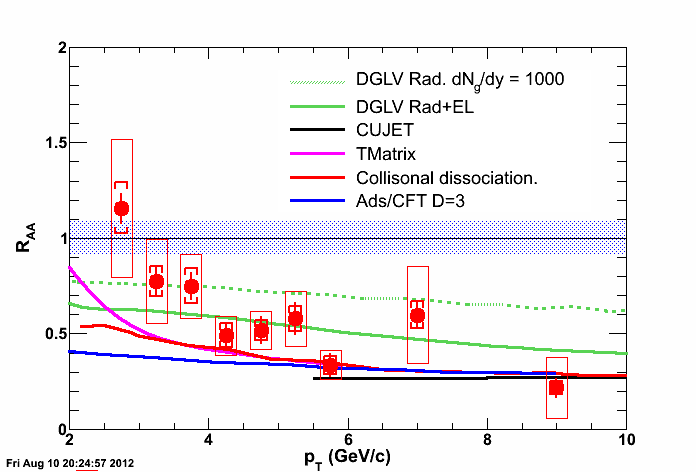 2
1.5
1
0.5
0
R_AA
DGLV Rad. dN_g/dy = 1000
DGLV Rad+EL
CUJET
TMatrix
Collisonal dissociation.
Ads/CFT D=3
2 4 6 8 10
p_T (GeV/c)
Fri Aug 10 20:24:57 2012